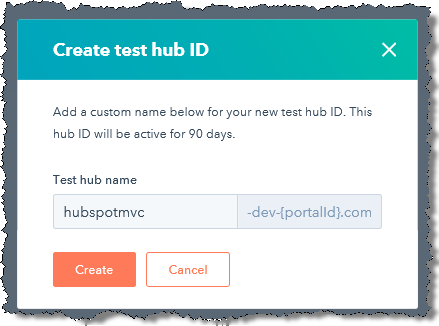 Create test hub ID
Add a custom name below for your new test hub ID. This
hub ID will be active for 90 days.
Test hub name
hubspotmvc -dev-{portalId}.com
Create Cancel